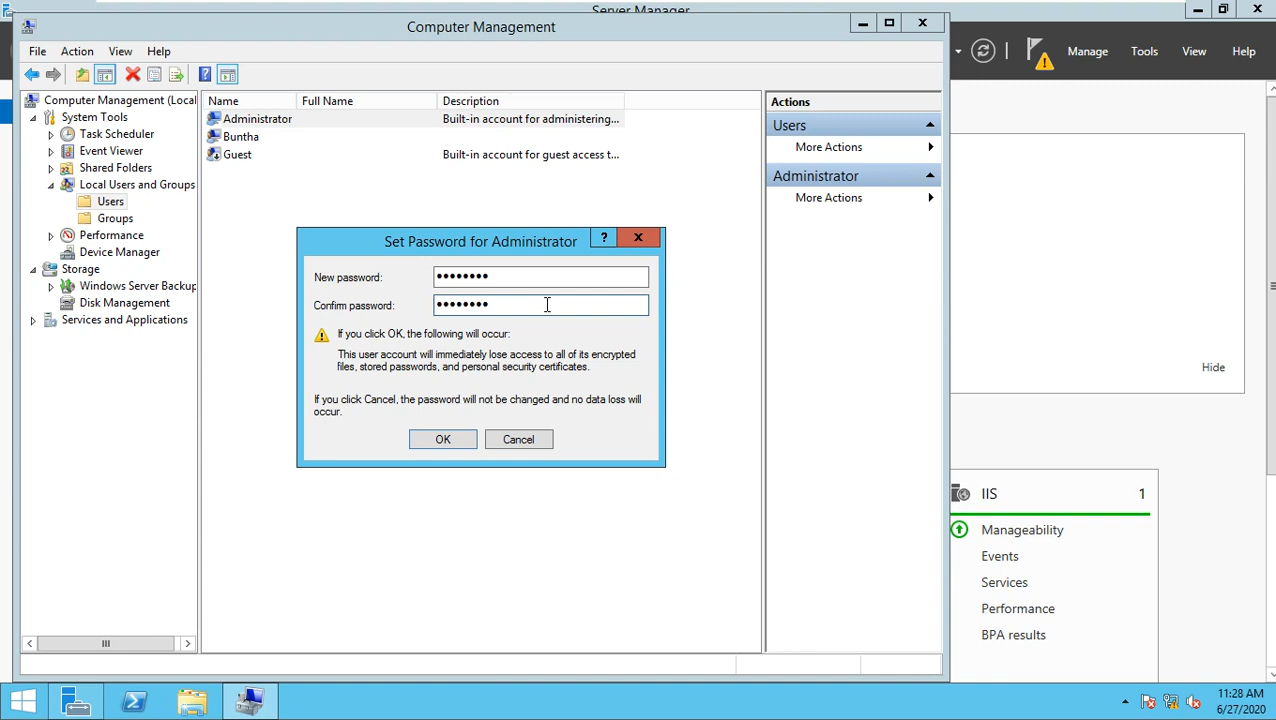 Server Manager
Computer Management
File Action View Help
Manage Tools View Help
Computer Management (Local
System Tools
Task Scheduler
Event Viewer
Shared Folders
Local Users and Groups
Users
Groups
Performance
Device Manager
Storage
Windows Server Backup
Disk Management
Services and Applications
Name Full Name Description
Administrator Built-in account for administering...
Buntha
Guest Built-in account for guest access t...
Actions
Users
More Actions
Administrator
More Actions
Set Password for Administrator
New password: ••••••••
Confirm password: ••••••••
If you click OK, the following will occur:
This user account will immediately lose access to all of its encrypted
files, stored passwords, and personal security certificates.
If you click Cancel, the password will not be changed and no data loss will
occur.
OK Cancel
Hide
IIS 1
Manageability
Events
Services
Performance
BPA results
11:28 AM
6/27/2020